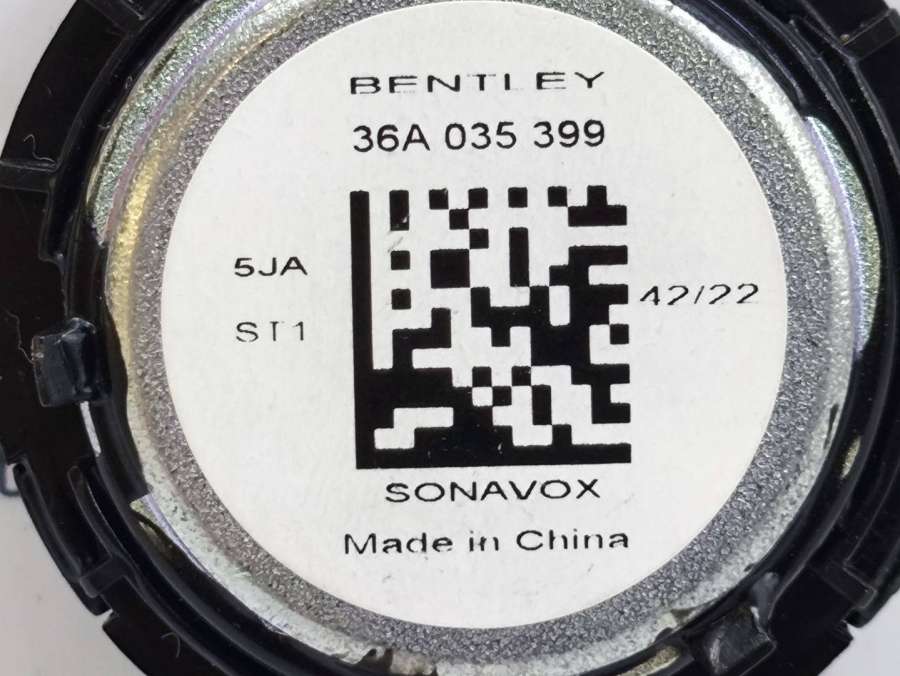 BENTLEY
36A 035 399
5JA
42/22
ST1
SONAVOX
Made in China